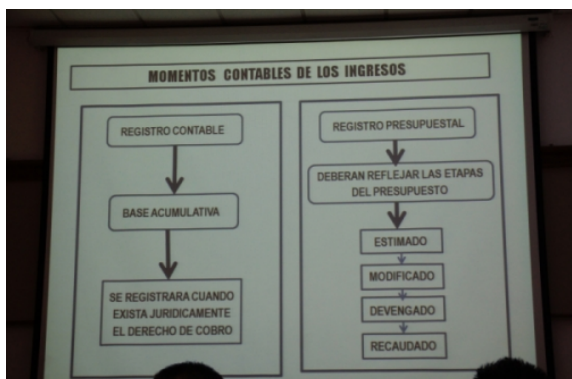 MOMENTOS CONTABLES DE LOS INGRESOS
REGISTRO CONTABLE
BASE ACUMULATIVA
SE REGISTRARA CUANDO
EXISTA JURIDICAMENTE
EL DERECHO DE COBRO
REGISTRO PRESUPUESTAL
DEBERAN REFLEJAR LAS ETAPAS
DEL PRESUPUESTO
ESTIMADO
MODIFICADO
DEVENGADO
RECAUDADO